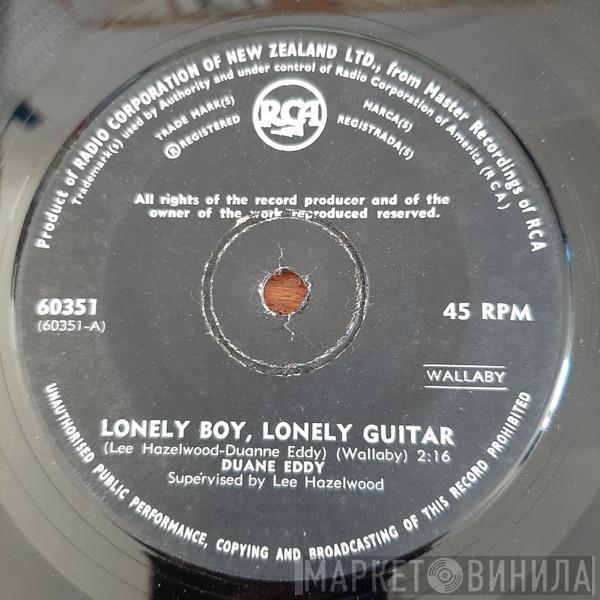 Product of RADIO CORPORATION OF NEW ZEALAND LTD., from Master Recordings of RCA
Trademark(s) used by Authority and under control of Radio Corporation of America (RCA)
TRADE MARK(S)
®REGISTERED
RCA
MARCA(S)
REGISTRADA(S)
All rights of the record producer and of the
owner of the work reproduced reserved.
60351
(60351-A)
45 RPM
WALLABY
LONELY BOY, LONELY GUITAR
(Lee Hazelwood-Duanne Eddy) (Wallaby) 2:16
DUANE EDDY
Supervised by Lee Hazelwood
UNAUTHORISED PUBLIC PERFORMANCE, COPYING AND BROADCASTING OF THIS RECORD PROHIBITED
МАРКЕТ ВИНИЛА